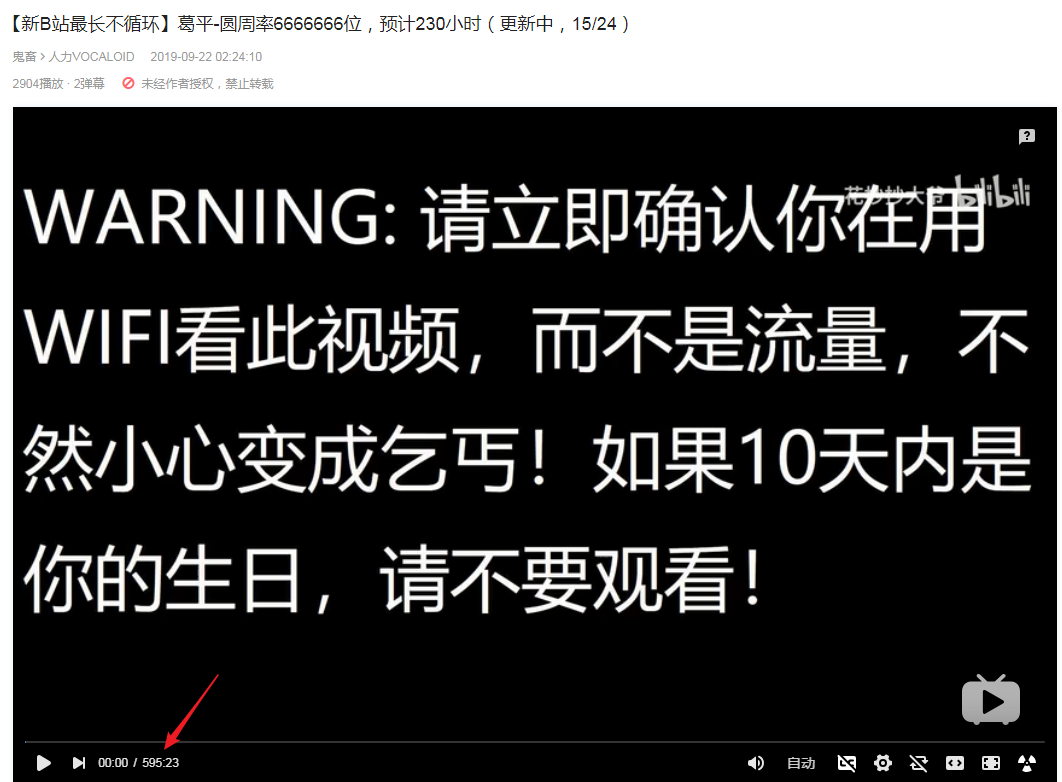 【新B站最长不循环】葛平-圆周率6666666位，预计230小时（更新中，15/24）
鬼畜 > 人力VOCALOID 2019-09-22 02:24:10
2904播放 · 2弹幕 未经作者授权，禁止转载
?
bilibili
WARNING: 请立即确认你在用
WIFI看此视频，而不是流量，不
然小心变成乞丐！如果10天内是
你的生日，请不要观看！
00:00 / 595:23
自动